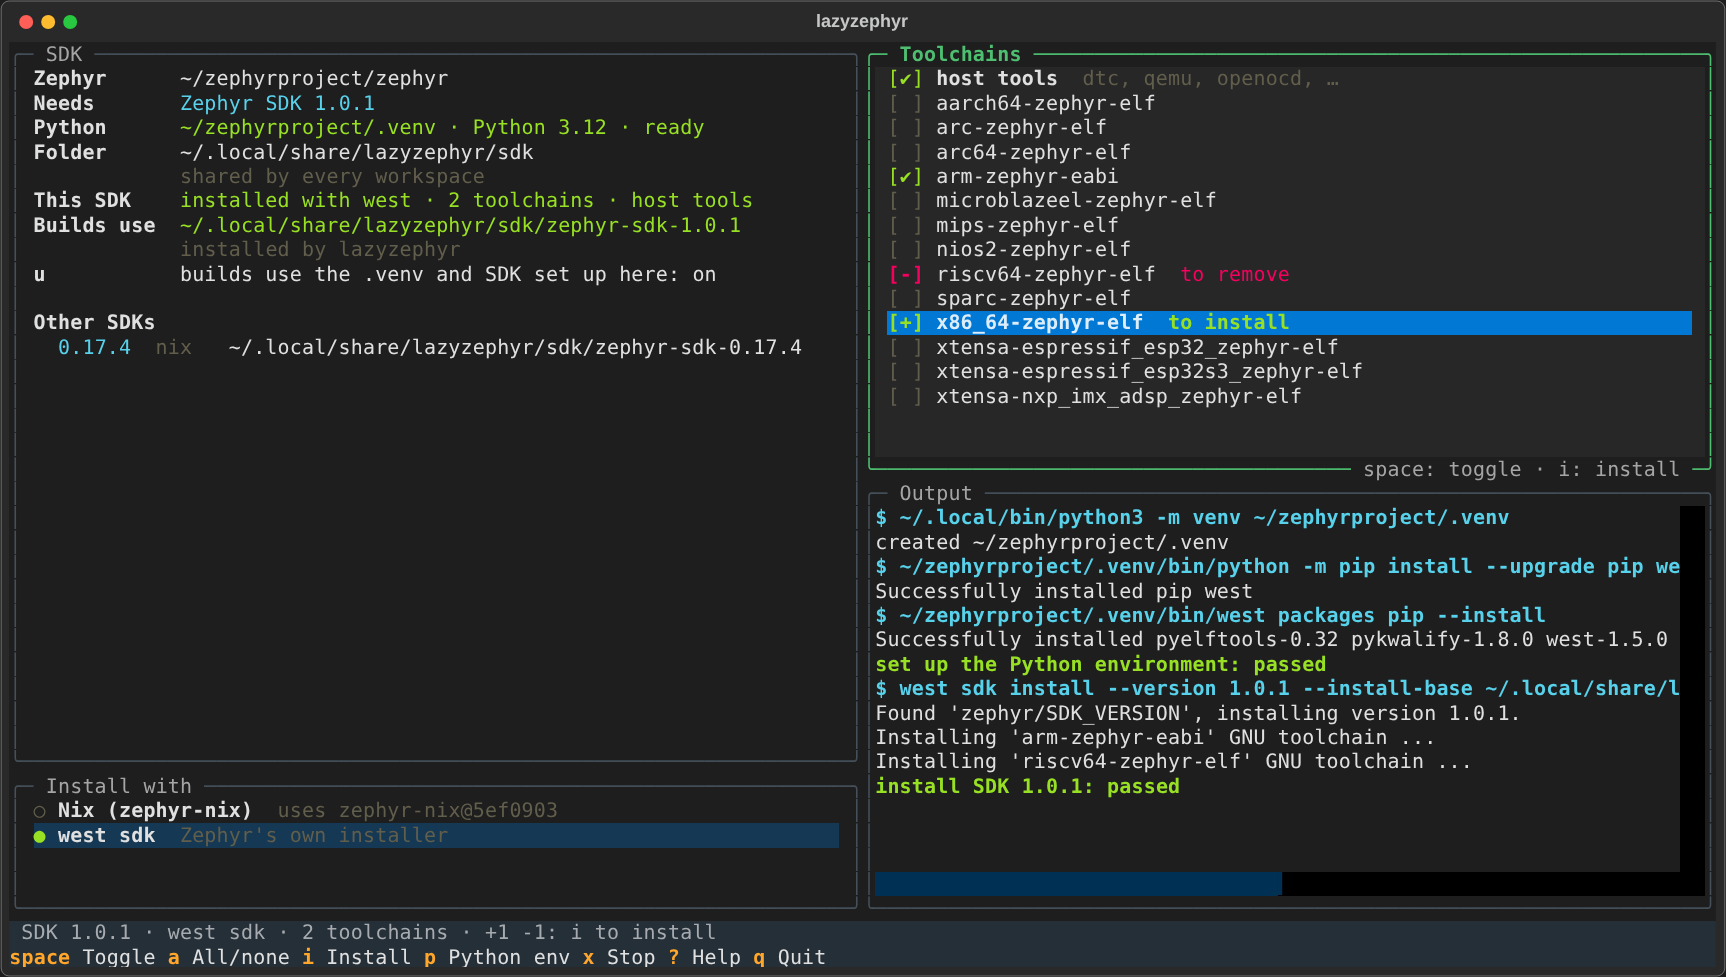 lazyzephyr
SDK
Zephyr ~/zephyrproject/zephyr
Needs Zephyr SDK 1.0.1
Python ~/zephyrproject/.venv · Python 3.12 · ready
Folder ~/.local/share/lazyzephyr/sdk
shared by every workspace
This SDK installed with west · 2 toolchains · host tools
Builds use ~/.local/share/lazyzephyr/sdk/zephyr-sdk-1.0.1
installed by lazyzephyr
u builds use the .venv and SDK set up here: on
Other SDKs
0.17.4 nix ~/.local/share/lazyzephyr/sdk/zephyr-sdk-0.17.4
Install with
○ Nix (zephyr-nix) uses zephyr-nix@5ef0903
● west sdk Zephyr's own installer
Toolchains
[✔] host tools dtc, qemu, openocd, …
[ ] aarch64-zephyr-elf
[ ] arc-zephyr-elf
[ ] arc64-zephyr-elf
[✔] arm-zephyr-eabi
[ ] microblazeel-zephyr-elf
[ ] mips-zephyr-elf
[ ] nios2-zephyr-elf
[-] riscv64-zephyr-elf to remove
[ ] sparc-zephyr-elf
[+] x86_64-zephyr-elf to install
[ ] xtensa-espressif_esp32_zephyr-elf
[ ] xtensa-espressif_esp32s3_zephyr-elf
[ ] xtensa-nxp_imx_adsp_zephyr-elf
space: toggle · i: install
Output
$ ~/.local/bin/python3 -m venv ~/zephyrproject/.venv
created ~/zephyrproject/.venv
$ ~/zephyrproject/.venv/bin/python -m pip install --upgrade pip we
Successfully installed pip west
$ ~/zephyrproject/.venv/bin/west packages pip --install
Successfully installed pyelftools-0.32 pykwalify-1.8.0 west-1.5.0
set up the Python environment: passed
$ west sdk install --version 1.0.1 --install-base ~/.local/share/l
Found 'zephyr/SDK_VERSION', installing version 1.0.1.
Installing 'arm-zephyr-eabi' GNU toolchain ...
Installing 'riscv64-zephyr-elf' GNU toolchain ...
install SDK 1.0.1: passed
SDK 1.0.1 · west sdk · 2 toolchains · +1 -1: i to install
space Toggle a All/none i Install p Python env x Stop ? Help q Quit